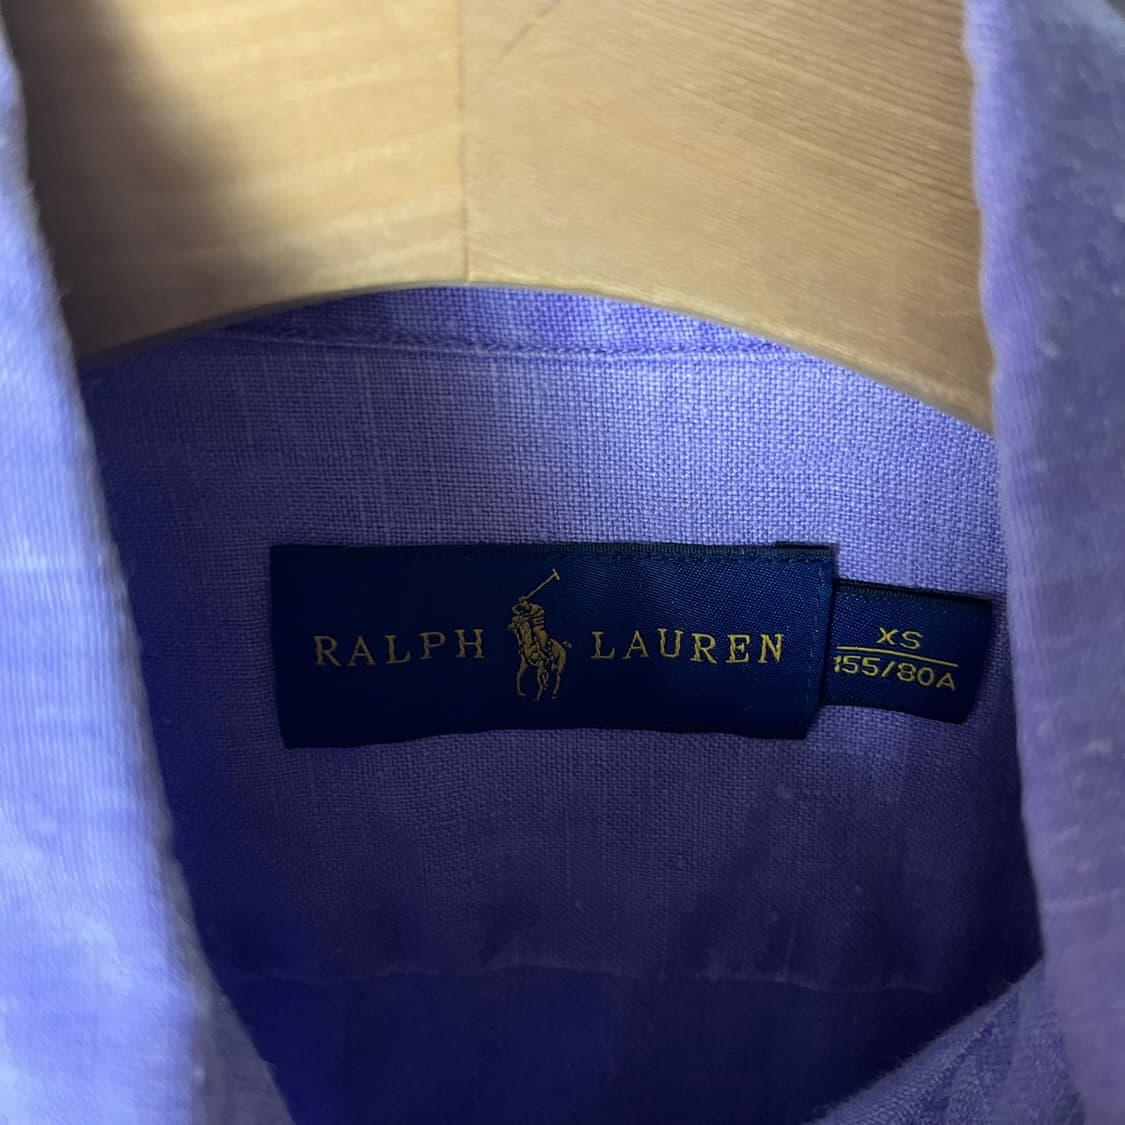 RALPH LAUREN
XS
155/80A